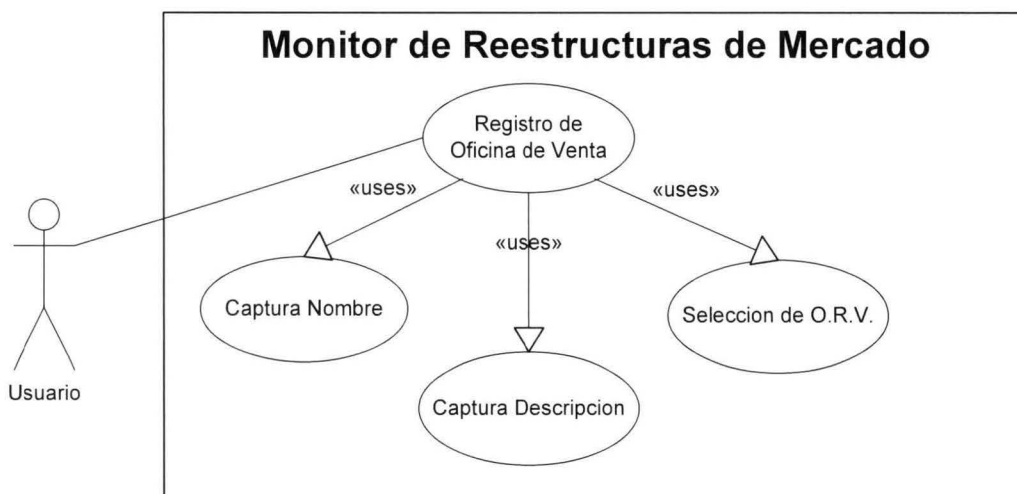 Monitor de Reestructuras de Mercado
Registro de
Oficina de Venta
«uses»
«uses»
«uses»
Captura Nombre
Seleccion de O.R.V.
Captura Descripcion
Usuario